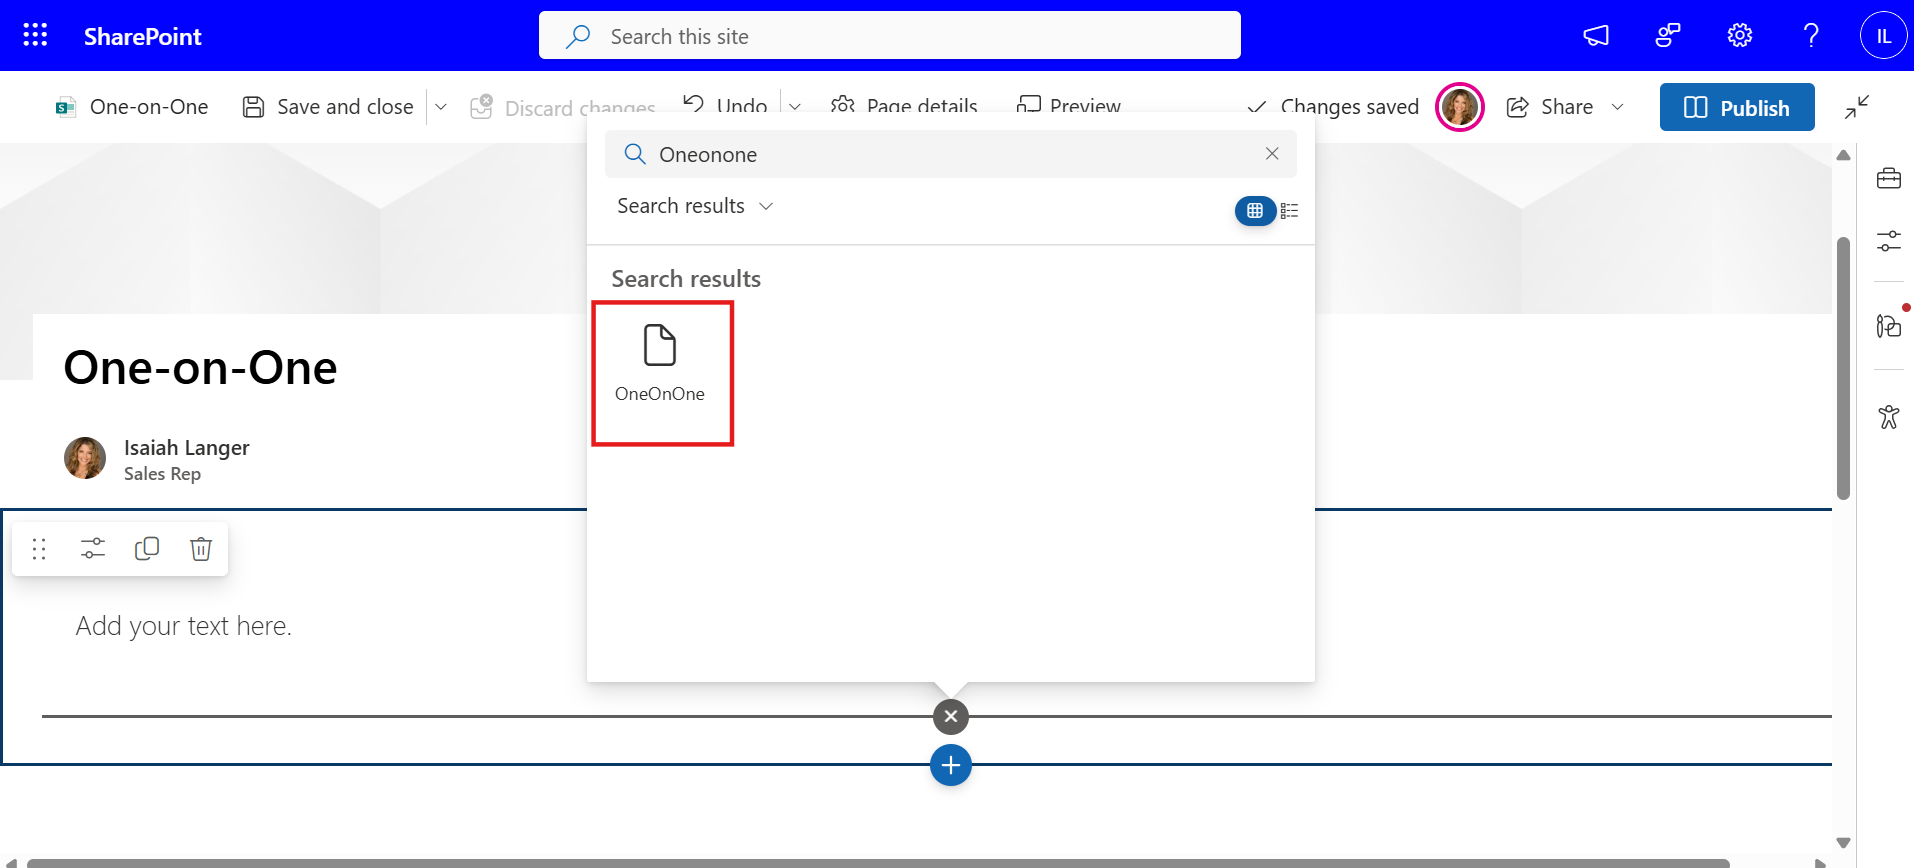 SharePoint
Search this site
IL
One-on-One
Save and close
Discard changes
Undo
Page details
Preview
Changes saved
Share
Publish
Oneonone
Search results
Search results
OneOnOne
One-on-One
Isaiah Langer
Sales Rep
Add your text here.